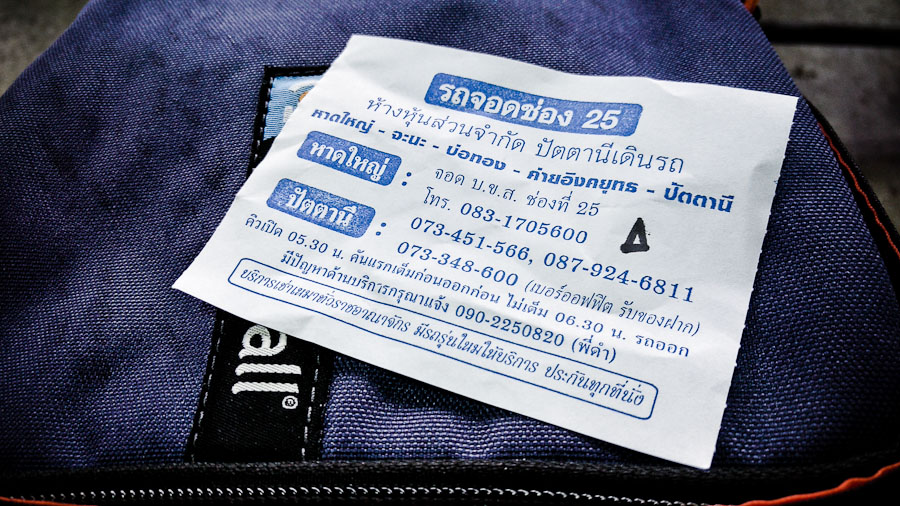 รถจอดช่อง 25
ห้างหุ้นส่วนจำกัด ปัตตานีเดินรถ
หาดใหญ่ - จะนะ - บ่อทอง - ค่ายอิงคยุทธ - ปัตตานี
หาดใหญ่ : จอด บ.ข.ส. ช่องที่ 25
โทร. 083-1705600
ปัตตานี : 073-451-566, 087-924-6811
073-348-600 (เบอร์ออฟฟิต รับของฝาก)
คิวเปิด 05.30 น. คันแรกเต็มก่อนออกก่อน ไม่เต็ม 06.30 น. รถออก
มีปัญหาด้านบริการกรุณาแจ้ง 090-2250820 (พี่ดำ)
บริการเช่าเหมาทั่วราชอาณาจักร มีรถรุ่นใหม่ให้บริการ ประกันทุกที่นั่ง
all®